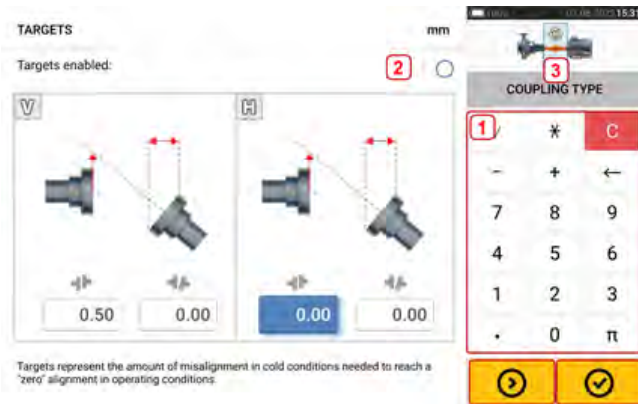 TARGETS
mm
15:31
Targets enabled:
2
3
COUPLING TYPE
V
H
1
*
C
-
+
←
7
8
9
4
5
6
1
2
3
.
0
π
0.50
0.00
0.00
0.00
Targets represent the amount of misalignment in cold conditions needed to reach a
"zero" alignment in operating conditions.